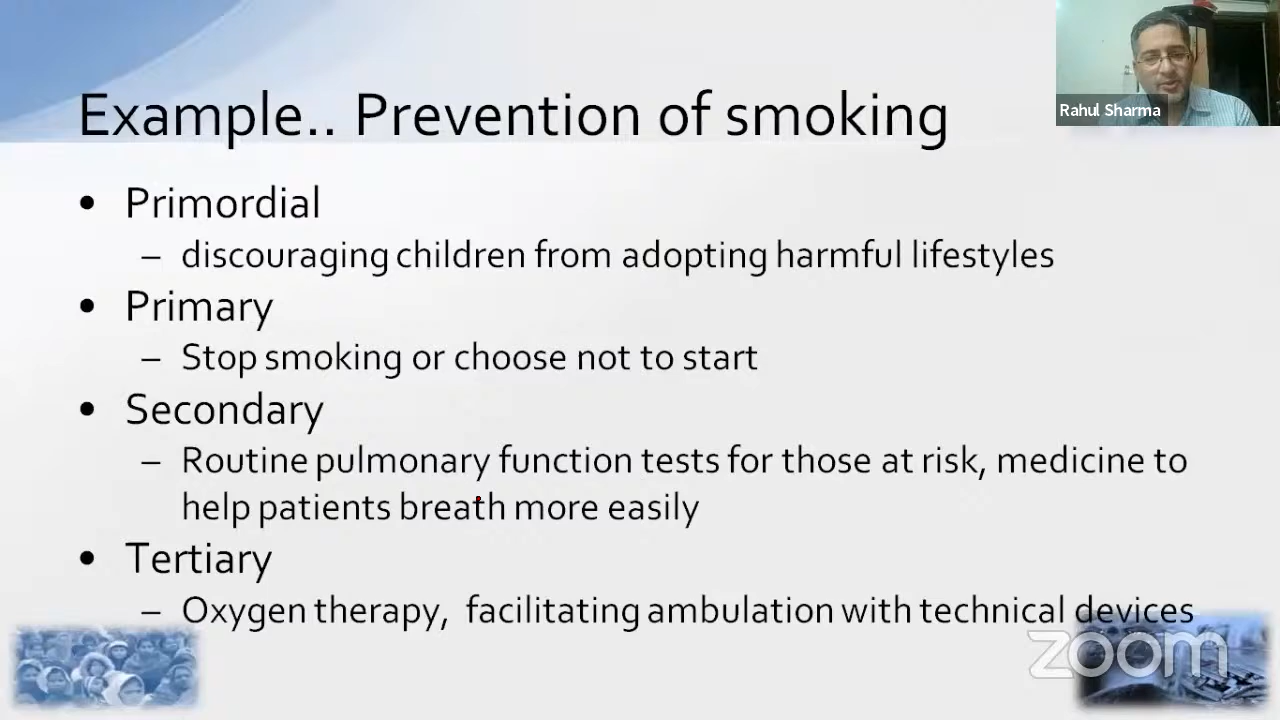 Example.. Prevention of smoking
Rahul Sharma
• Primordial
– discouraging children from adopting harmful lifestyles
• Primary
– Stop smoking or choose not to start
• Secondary
– Routine pulmonary function tests for those at risk, medicine to
help patients breath more easily
• Tertiary
– Oxygen therapy, facilitating ambulation with technical devices
zoom